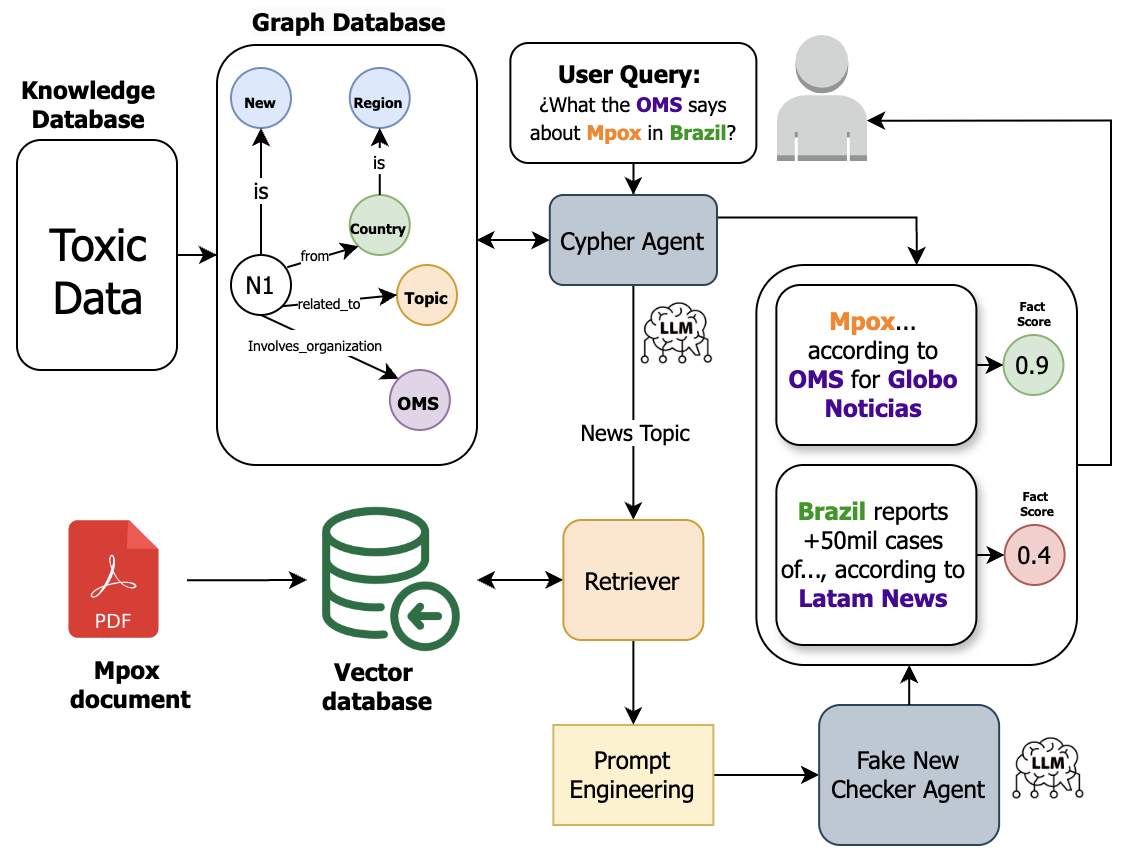 Graph Database
Knowledge
Database
Toxic
Data
New
Region
is
is
Country
from
N1
related_to
Topic
Involves_organization
OMS
User Query:
¿What the OMS says
about Mpox in Brazil?
Cypher Agent
LLM
News Topic
Mpox...
according to
OMS for Globo
Noticias
Fact
Score
0.9
Brazil reports
+50mil cases
of..., according to
Latam News
Fact
Score
0.4
PDF
Mpox
document
Vector
database
Retriever
Prompt
Engineering
Fake New
Checker Agent
LLM